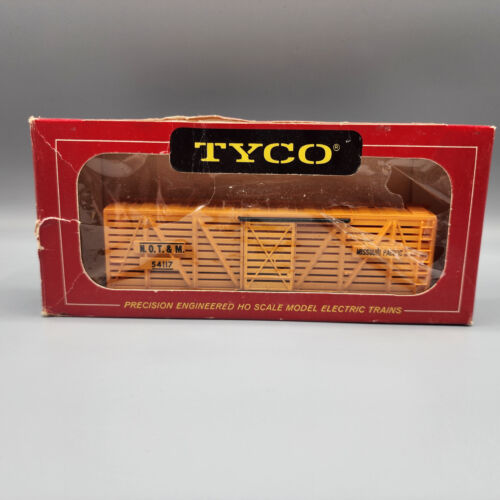 TYCO®
N.O.T. & M.
54117
MISSOURI PACIFIC
PRECISION ENGINEERED HO SCALE MODEL ELECTRIC TRAINS